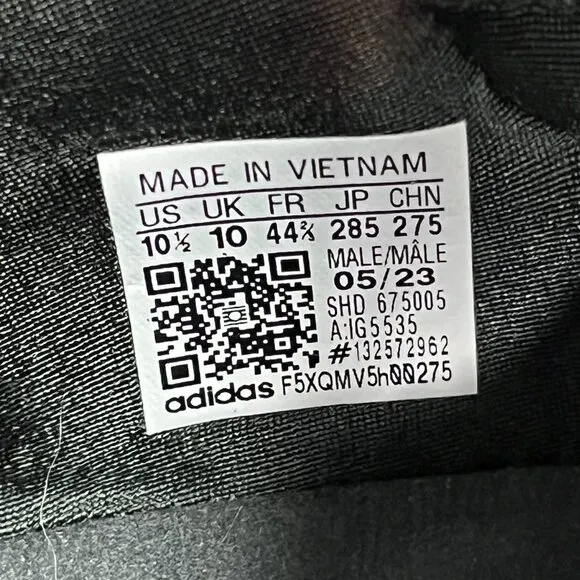 MADE IN VIETNAM
US UK FR JP CHN
10½ 10 44⅔ 285 275
MALE/MÂLE
05/23
SHD 675005
A:IG5535
#132572962
adidas F5XQMV5h00275